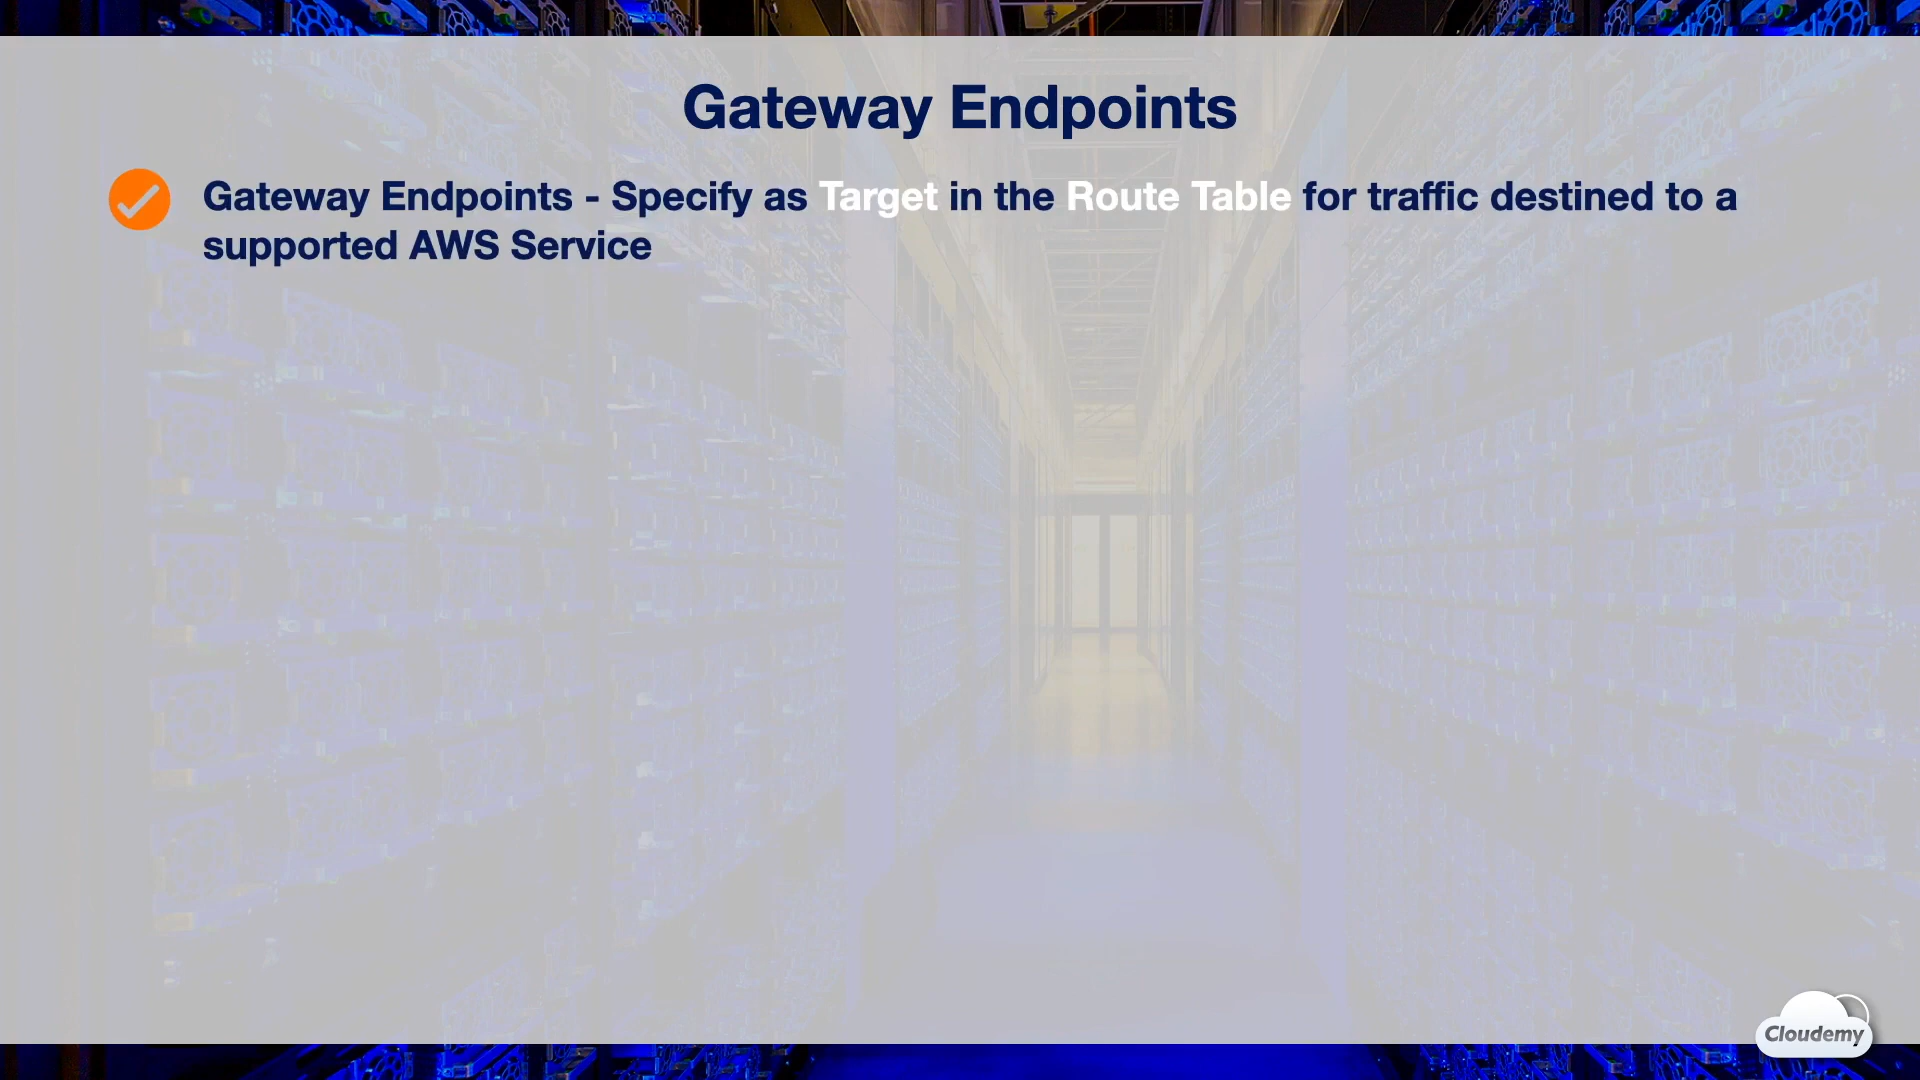 Gateway Endpoints
Gateway Endpoints - Specify as Target in the Route Table for traffic destined to a
supported AWS Service
Cloudemy